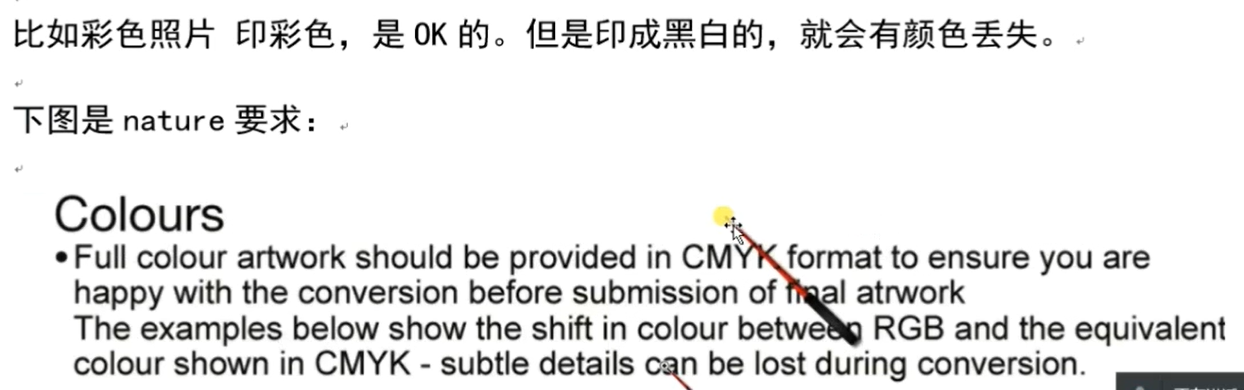 比如彩色照片 印彩色，是 OK 的。但是印成黑白的，就会有颜色丢失。
下图是 nature 要求：
Colours
• Full colour artwork should be provided in CMYK format to ensure you are
happy with the conversion before submission of final atrwork
The examples below show the shift in colour between RGB and the equivalent
colour shown in CMYK - subtle details can be lost during conversion.